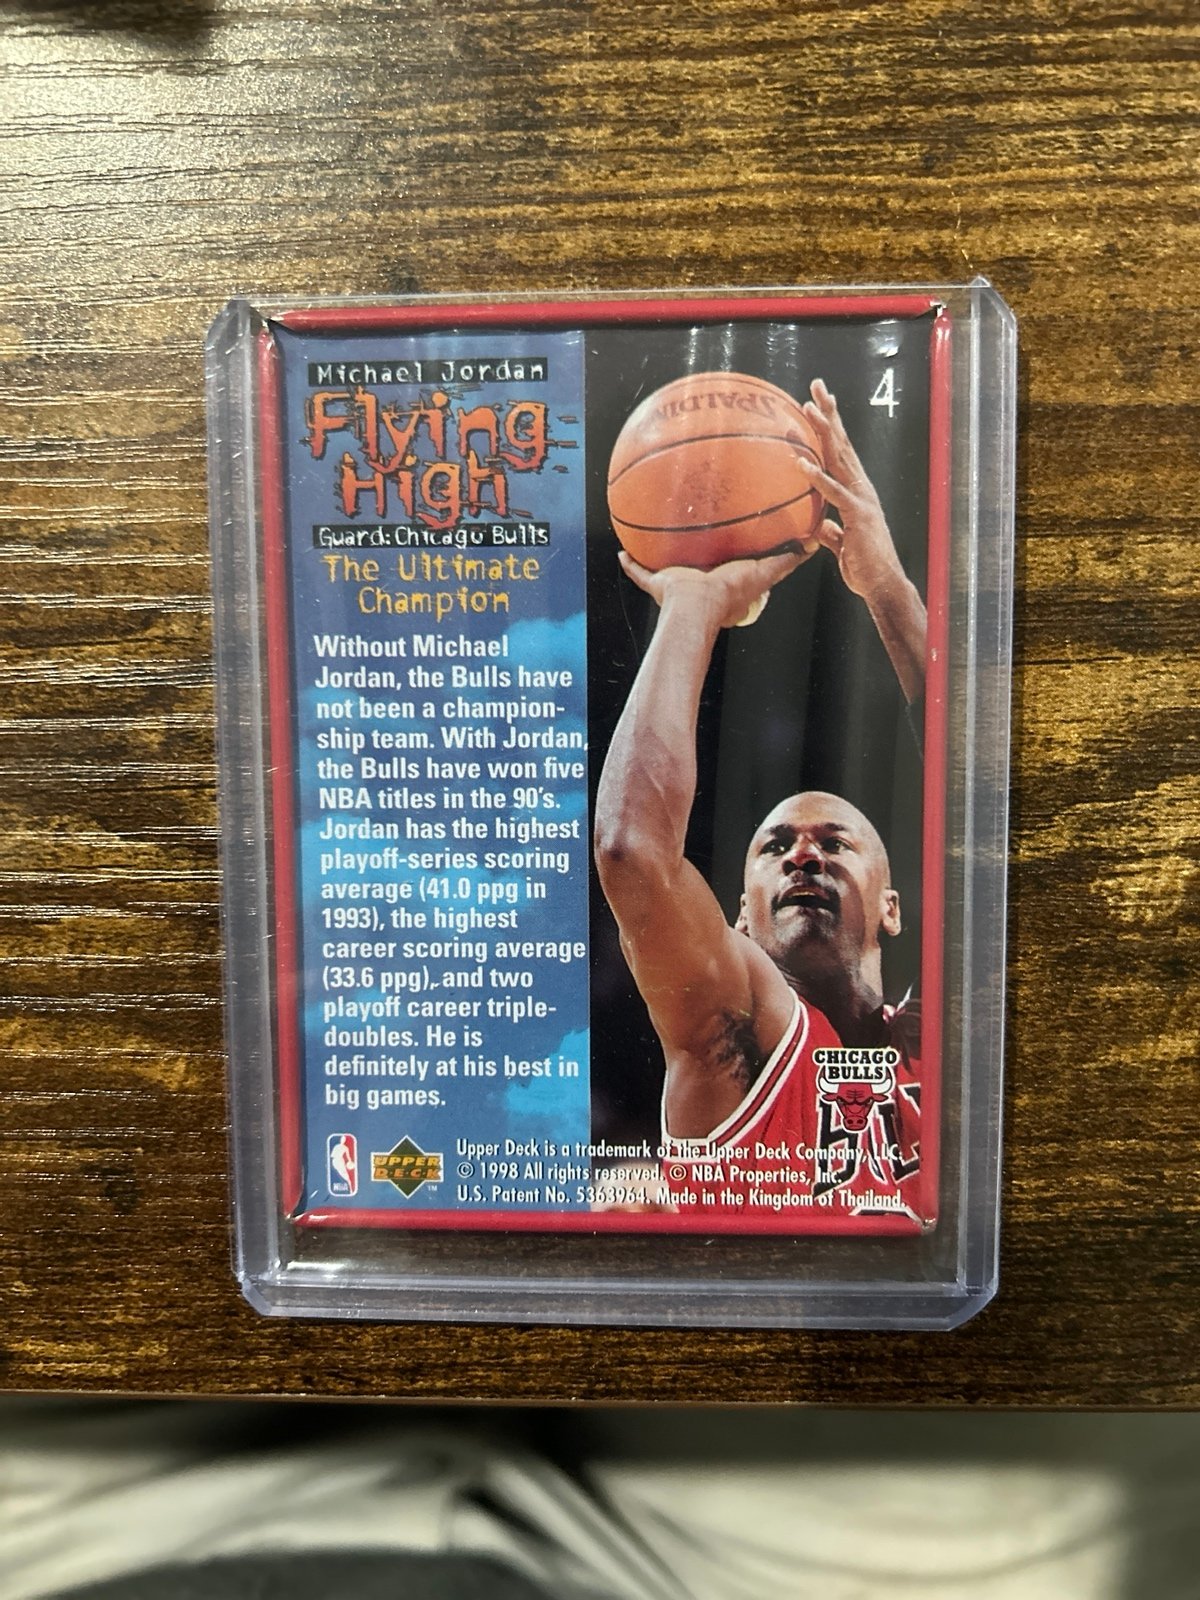 Michael Jordan
Flying
High
Guard: Chicago Bulls
The Ultimate
Champion
Without Michael
Jordan, the Bulls have
not been a champion-
ship team. With Jordan,
the Bulls have won five
NBA titles in the 90's.
Jordan has the highest
playoff-series scoring
average (41.0 ppg in
1993), the highest
career scoring average
(33.6 ppg), and two
playoff career triple-
doubles. He is
definitely at his best in
big games.
4
SPALDIN
CHICAGO
BULLS
NBA
UPPER
DECK
TM
Upper Deck is a trademark of the Upper Deck Company, LLC.
© 1998 All rights reserved. © NBA Properties, Inc.
U.S. Patent No. 5363964. Made in the Kingdom of Thailand.